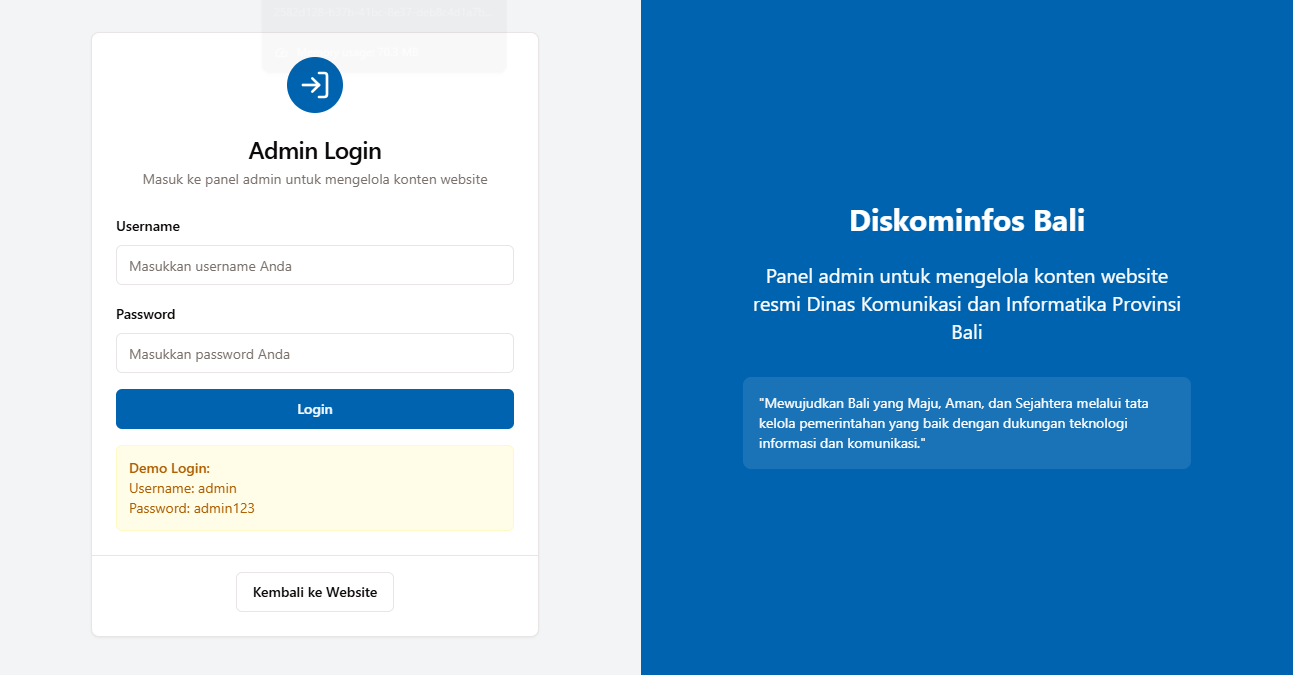 Admin Login
Masuk ke panel admin untuk mengelola konten website
Username
Masukkan username Anda
Password
Masukkan password Anda
Login
Demo Login:
Username: admin
Password: admin123
Kembali ke Website
Diskominfos Bali
Panel admin untuk mengelola konten website
resmi Dinas Komunikasi dan Informatika Provinsi
Bali
"Mewujudkan Bali yang Maju, Aman, dan Sejahtera melalui tata
kelola pemerintahan yang baik dengan dukungan teknologi
informasi dan komunikasi."